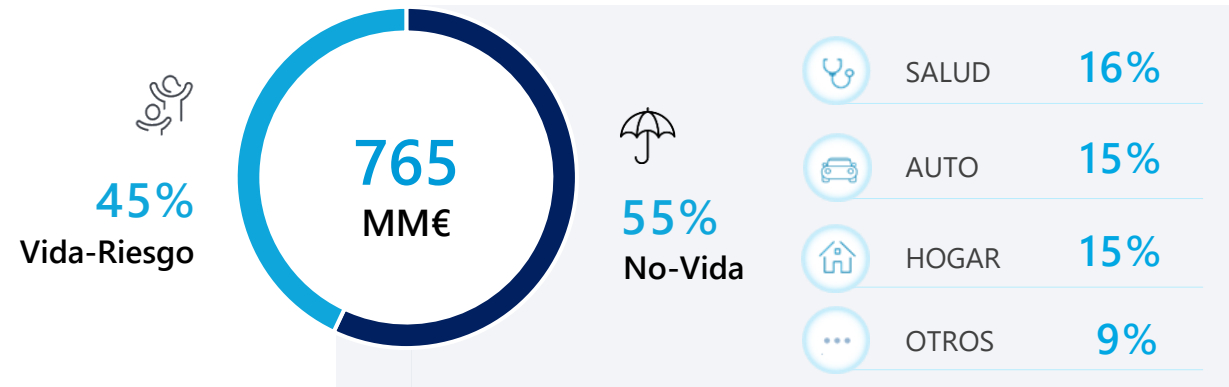 45%
Vida-Riesgo
765
MM€
55%
No-Vida
SALUD 16%
AUTO 15%
HOGAR 15%
OTROS 9%